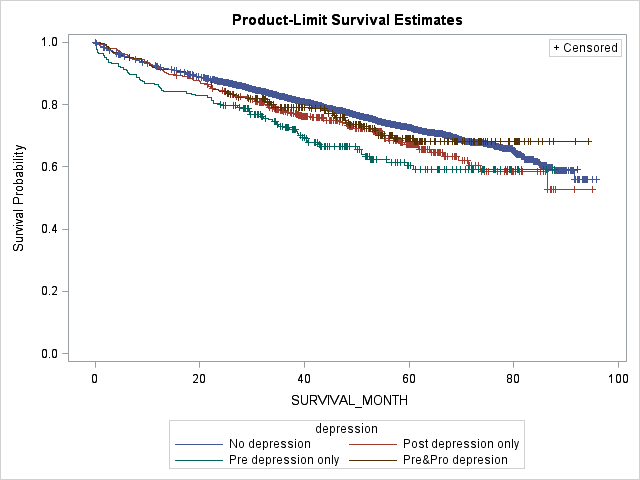 Product-Limit Survival Estimates
+ Censored
1.0
0.8
0.6
0.4
0.2
0.0
Survival Probability
0 20 40 60 80 100
SURVIVAL_MONTH
depression
No depression Post depression only
Pre depression only Pre&Pro depresion